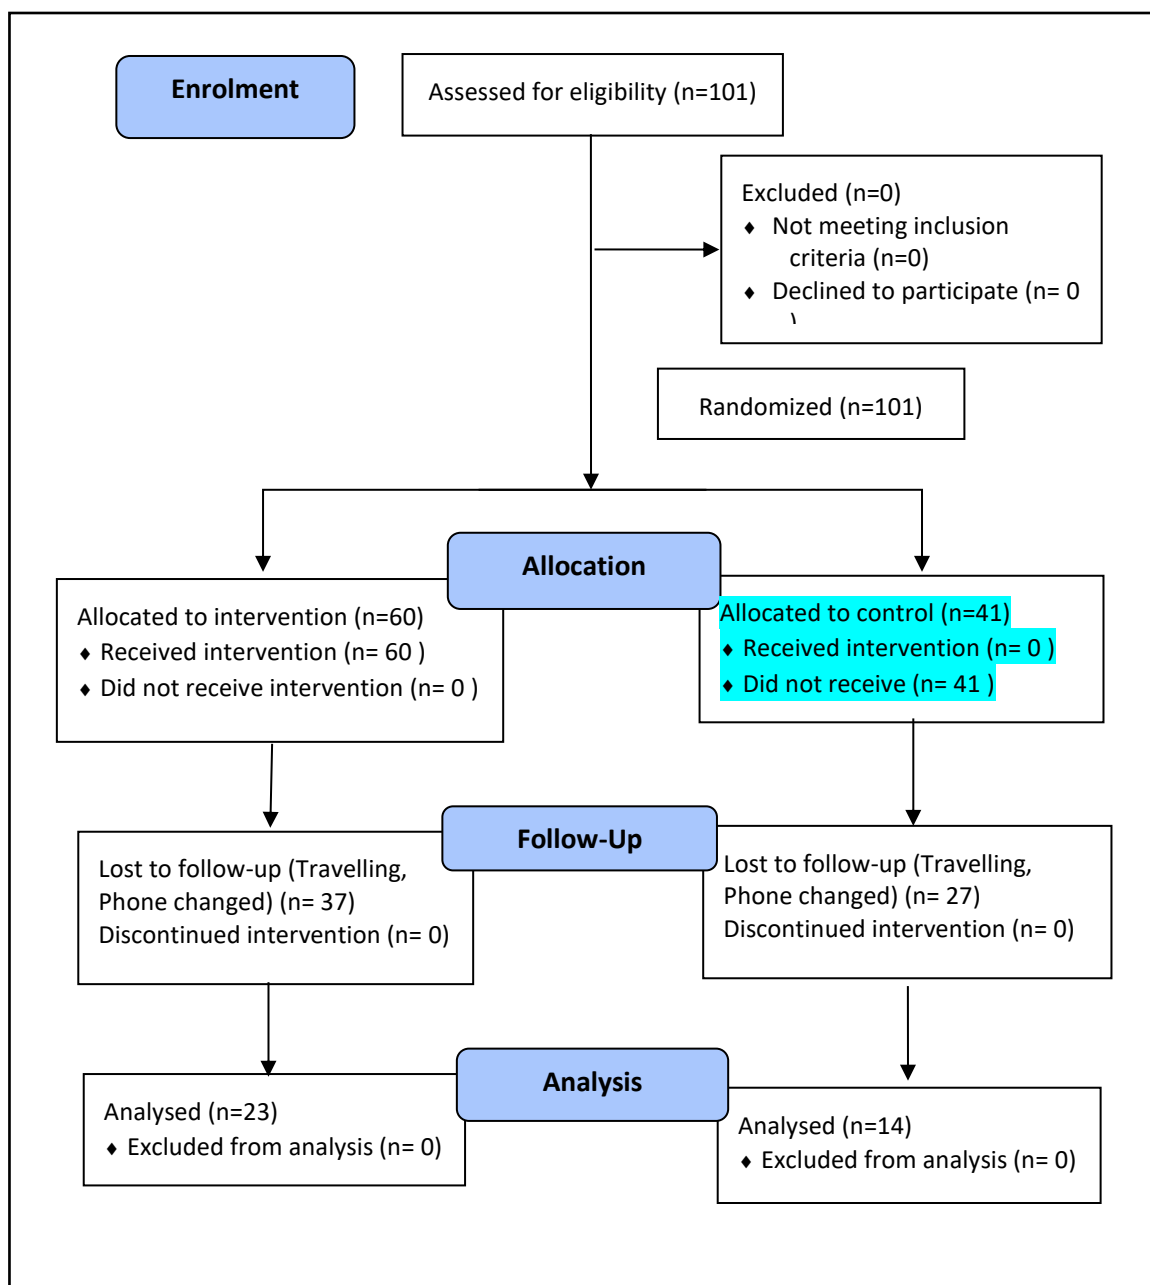 Enrolment
Assessed for eligibility (n=101)
Excluded (n=0)
♦ Not meeting inclusion
criteria (n=0)
♦ Declined to participate (n= 0
)
Randomized (n=101)
Allocation
Allocated to intervention (n=60)
♦ Received intervention (n= 60 )
♦ Did not receive intervention (n= 0 )
Allocated to control (n=41)
♦ Received intervention (n= 0 )
♦ Did not receive (n= 41 )
Follow-Up
Lost to follow-up (Travelling,
Phone changed) (n= 37)
Discontinued intervention (n= 0)
Lost to follow-up (Travelling,
Phone changed) (n= 27)
Discontinued intervention (n= 0)
Analysis
Analysed (n=23)
♦ Excluded from analysis (n= 0)
Analysed (n=14)
♦ Excluded from analysis (n= 0)